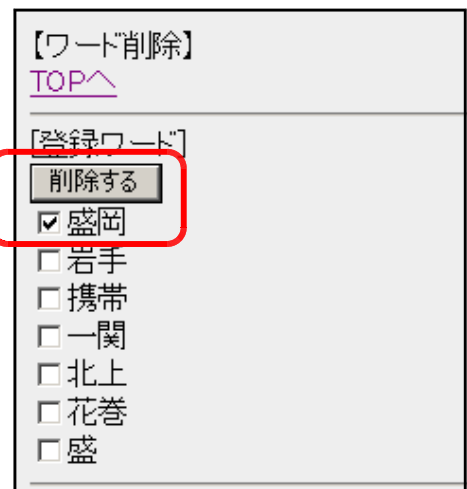 【ワード削除】
TOPへ
[登録ワード]
削除する
盛岡
岩手
携帯
一関
北上
花巻
盛